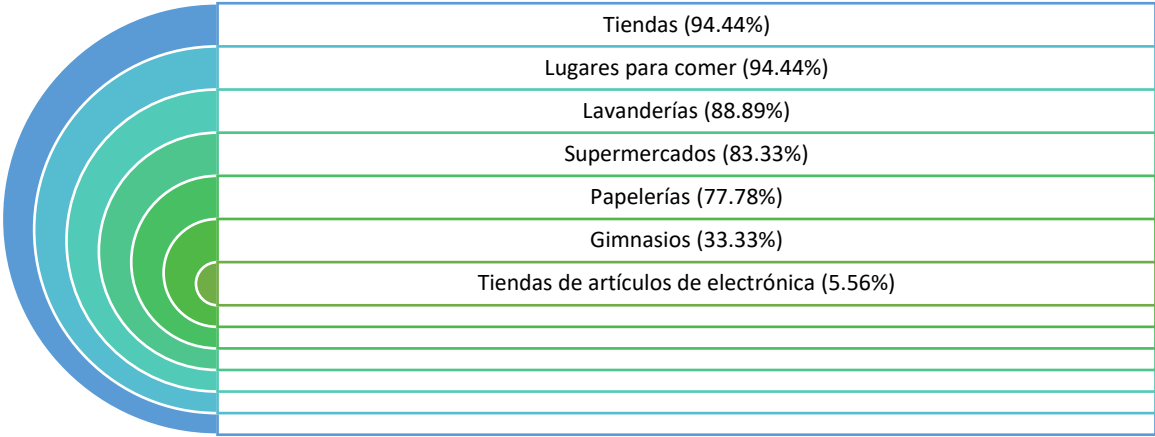 Tiendas (94.44%)
Lugares para comer (94.44%)
Lavanderías (88.89%)
Supermercados (83.33%)
Papelerías (77.78%)
Gimnasios (33.33%)
Tiendas de artículos de electrónica (5.56%)